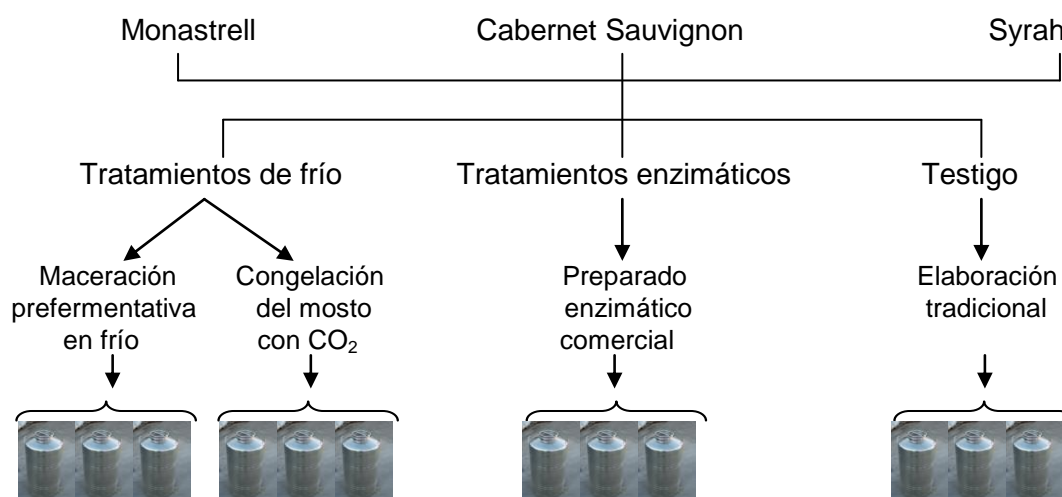 Monastrell
Cabernet Sauvignon
Syrah
Tratamientos de frío
Tratamientos enzimáticos
Testigo
Maceración
prefermentativa
en frío
Congelación
del mosto
con CO₂
Preparado
enzimático
comercial
Elaboración
tradicional